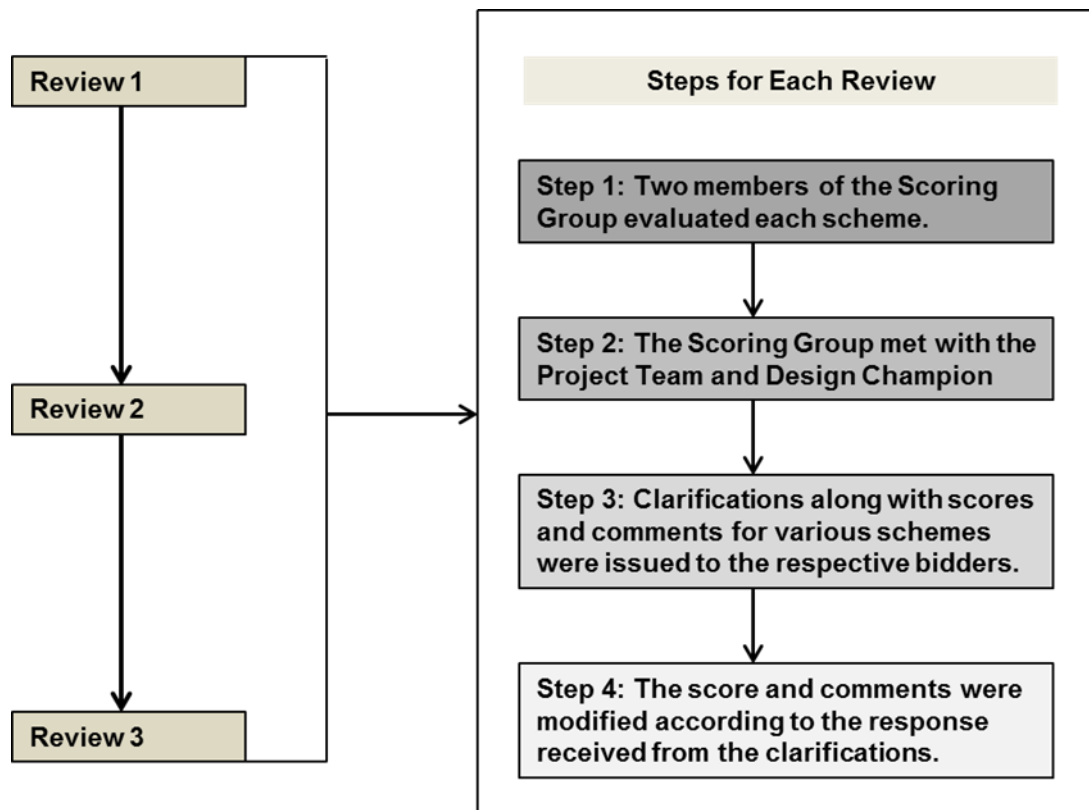 Review 1
Review 2
Review 3
Steps for Each Review
Step 1: Two members of the Scoring
Group evaluated each scheme.
Step 2: The Scoring Group met with the
Project Team and Design Champion
Step 3: Clarifications along with scores
and comments for various schemes
were issued to the respective bidders.
Step 4: The score and comments were
modified according to the response
received from the clarifications.